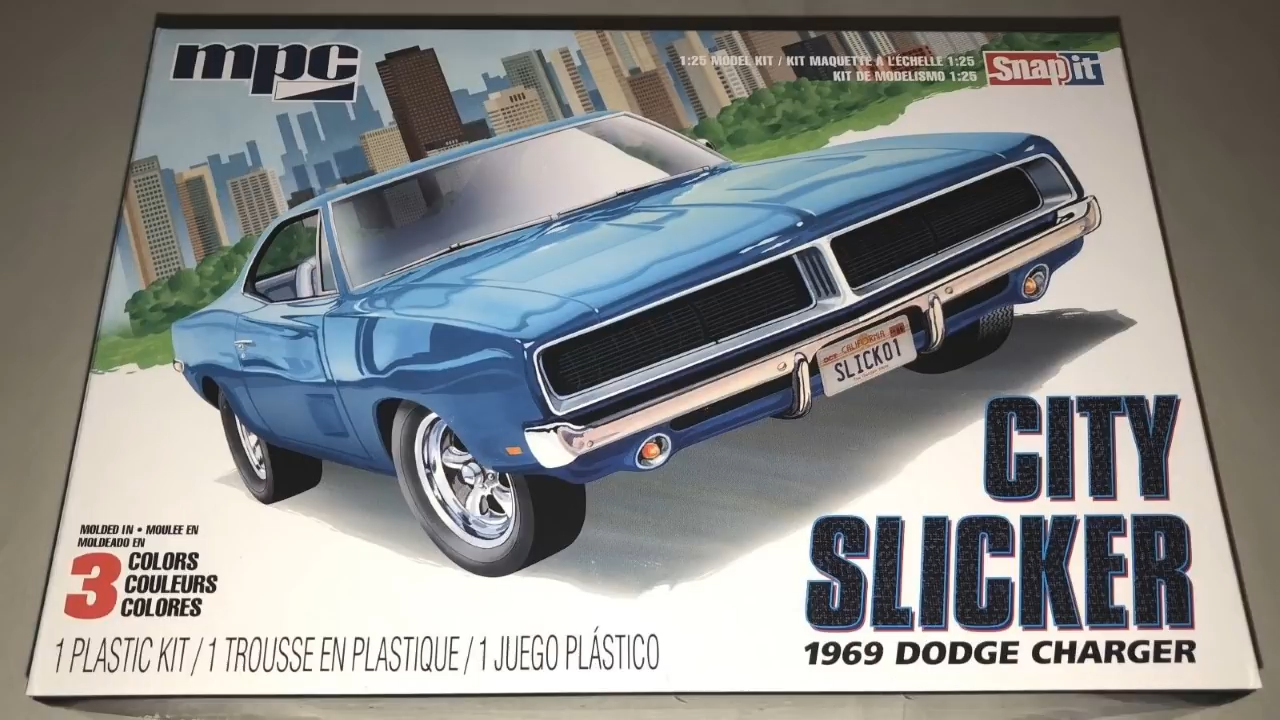 mpc
1:25 MODEL KIT / KIT MAQUETTE À L'ÉCHELLE 1:25
KIT DE MODELISMO 1:25
Snap it
CALIFORNIA
SLICK01
CITY
SLICKER
1969 DODGE CHARGER
MOLDED IN • MOULEE EN
MOLDEADO EN
3 COLORS
COULEURS
COLORES
1 PLASTIC KIT / 1 TROUSSE EN PLASTIQUE / 1 JUEGO PLÁSTICO